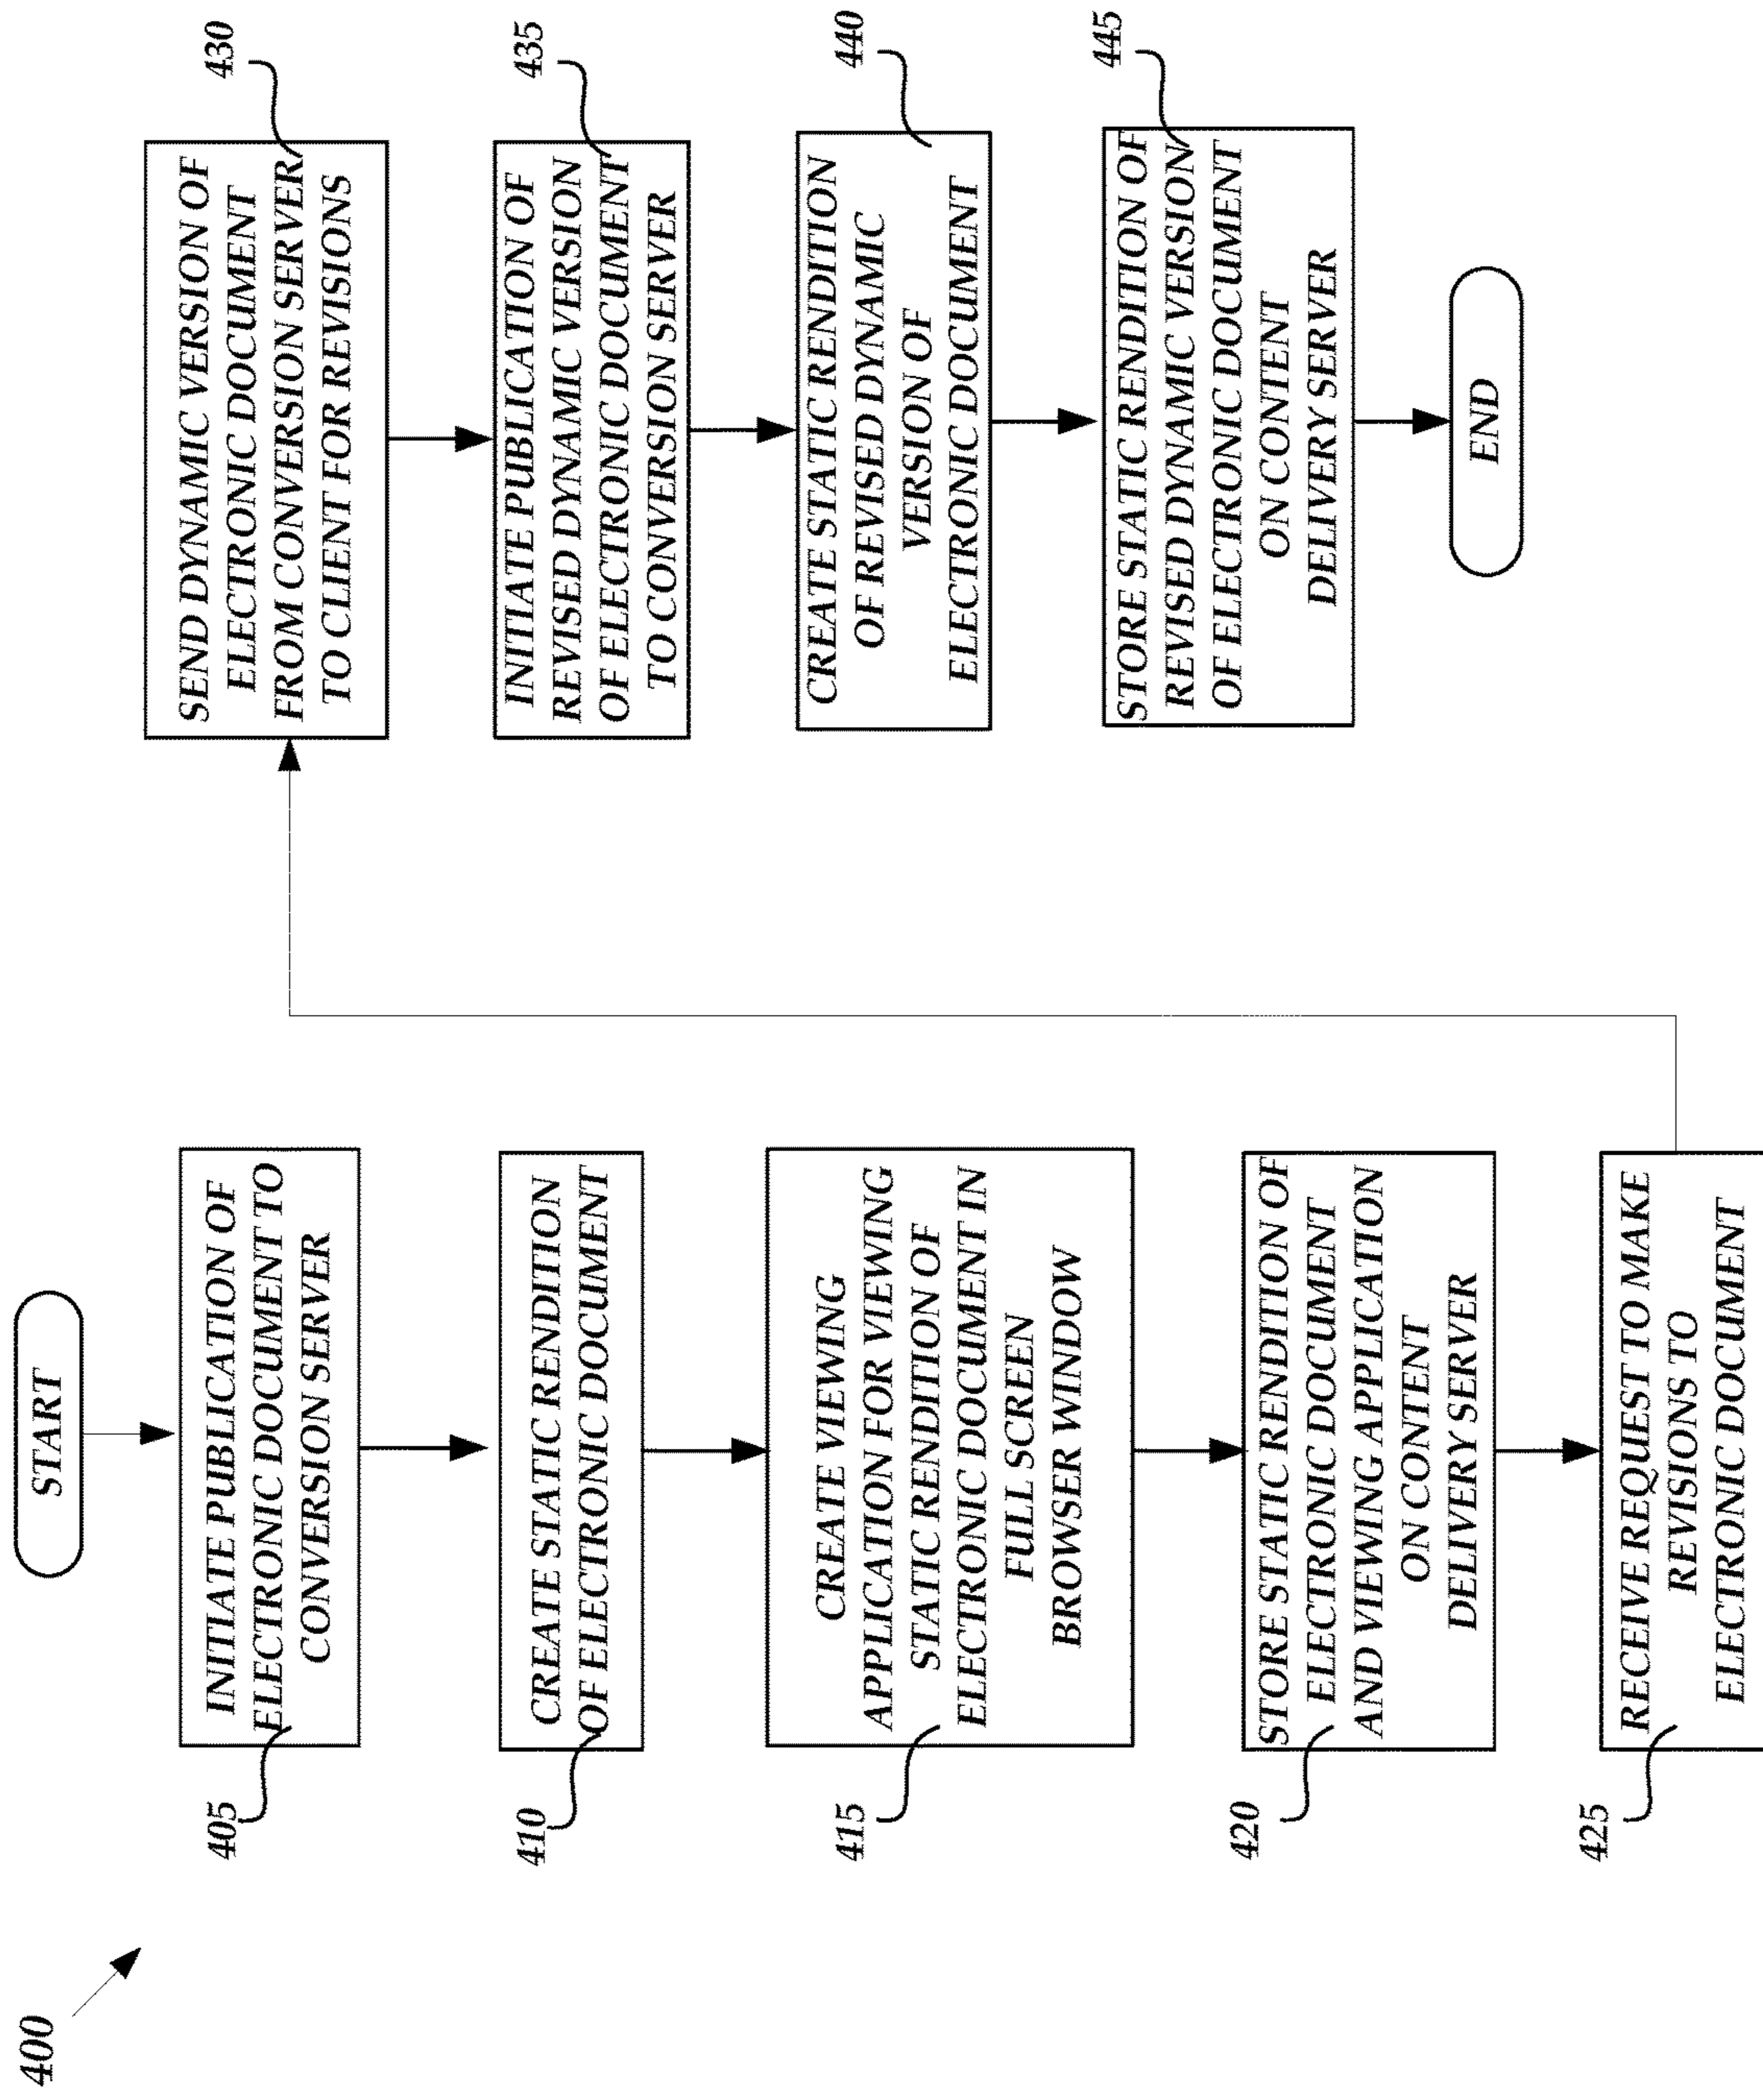 400
START
405
INITIATE PUBLICATION OF
ELECTRONIC DOCUMENT TO
CONVERSION SERVER
410
CREATE STATIC RENDITION
OF ELECTRONIC DOCUMENT
415
CREATE VIEWING
APPLICATION FOR VIEWING
STATIC RENDITION OF
ELECTRONIC DOCUMENT IN
FULL SCREEN
BROWSER WINDOW
420
STORE STATIC RENDITION OF
ELECTRONIC DOCUMENT
AND VIEWING APPLICATION
ON CONTENT
DELIVERY SERVER
425
RECEIVE REQUEST TO MAKE
REVISIONS TO
ELECTRONIC DOCUMENT
430
SEND DYNAMIC VERSION OF
ELECTRONIC DOCUMENT
FROM CONVERSION SERVER
TO CLIENT FOR REVISIONS
435
INITIATE PUBLICATION OF
REVISED DYNAMIC VERSION
OF ELECTRONIC DOCUMENT
TO CONVERSION SERVER
440
CREATE STATIC RENDITION
OF REVISED DYNAMIC
VERSION OF
ELECTRONIC DOCUMENT
445
STORE STATIC RENDITION OF
REVISED DYNAMIC VERSION
OF ELECTRONIC DOCUMENT
ON CONTENT
DELIVERY SERVER
END